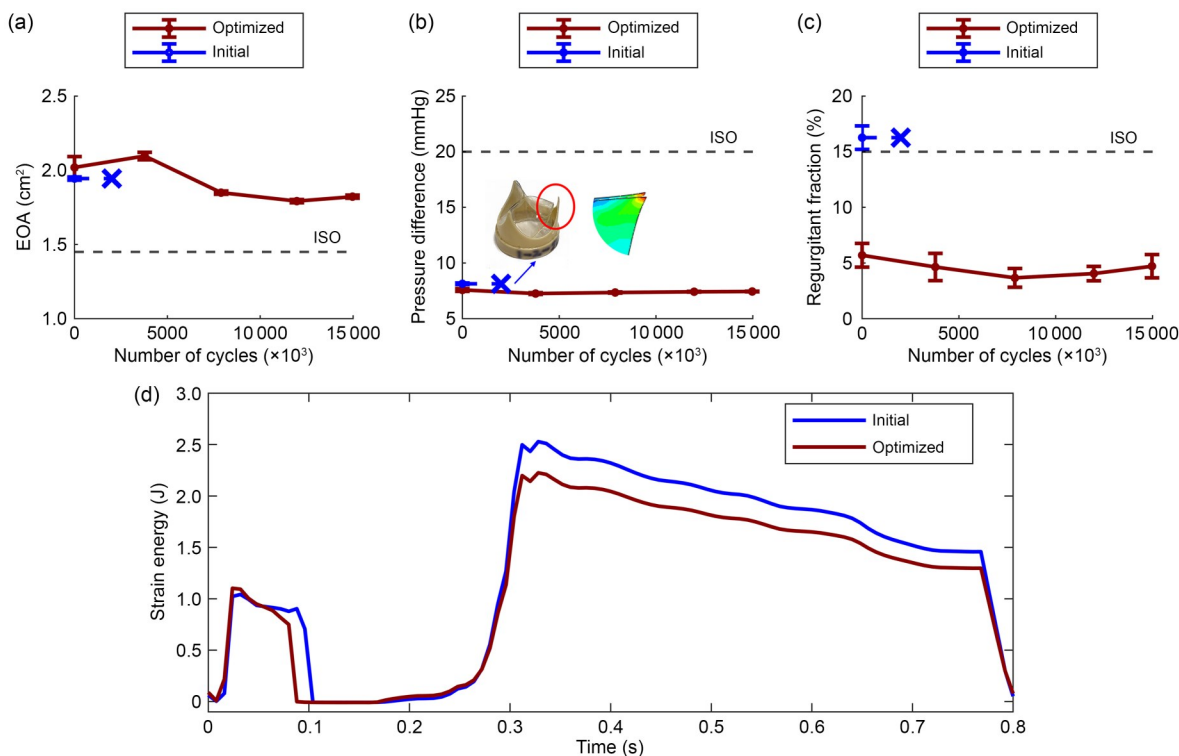 (a)
Optimized
Initial
EOA (cm²)
2.5
2.0
1.5
1.0
ISO
0
5000
10 000
15 000
Number of cycles (×10³)
(b)
Optimized
Initial
Pressure difference (mmHg)
25
20
15
10
5
0
ISO
0
5000
10 000
15 000
Number of cycles (×10³)
(c)
Optimized
Initial
Regurgitant fraction (%)
20
15
10
5
0
ISO
0
5000
10 000
15 000
Number of cycles (×10³)
(d)
Initial
Optimized
Strain energy (J)
3.0
2.5
2.0
1.5
1.0
0.5
0
0
0.1
0.2
0.3
0.4
0.5
0.6
0.7
0.8
Time (s)